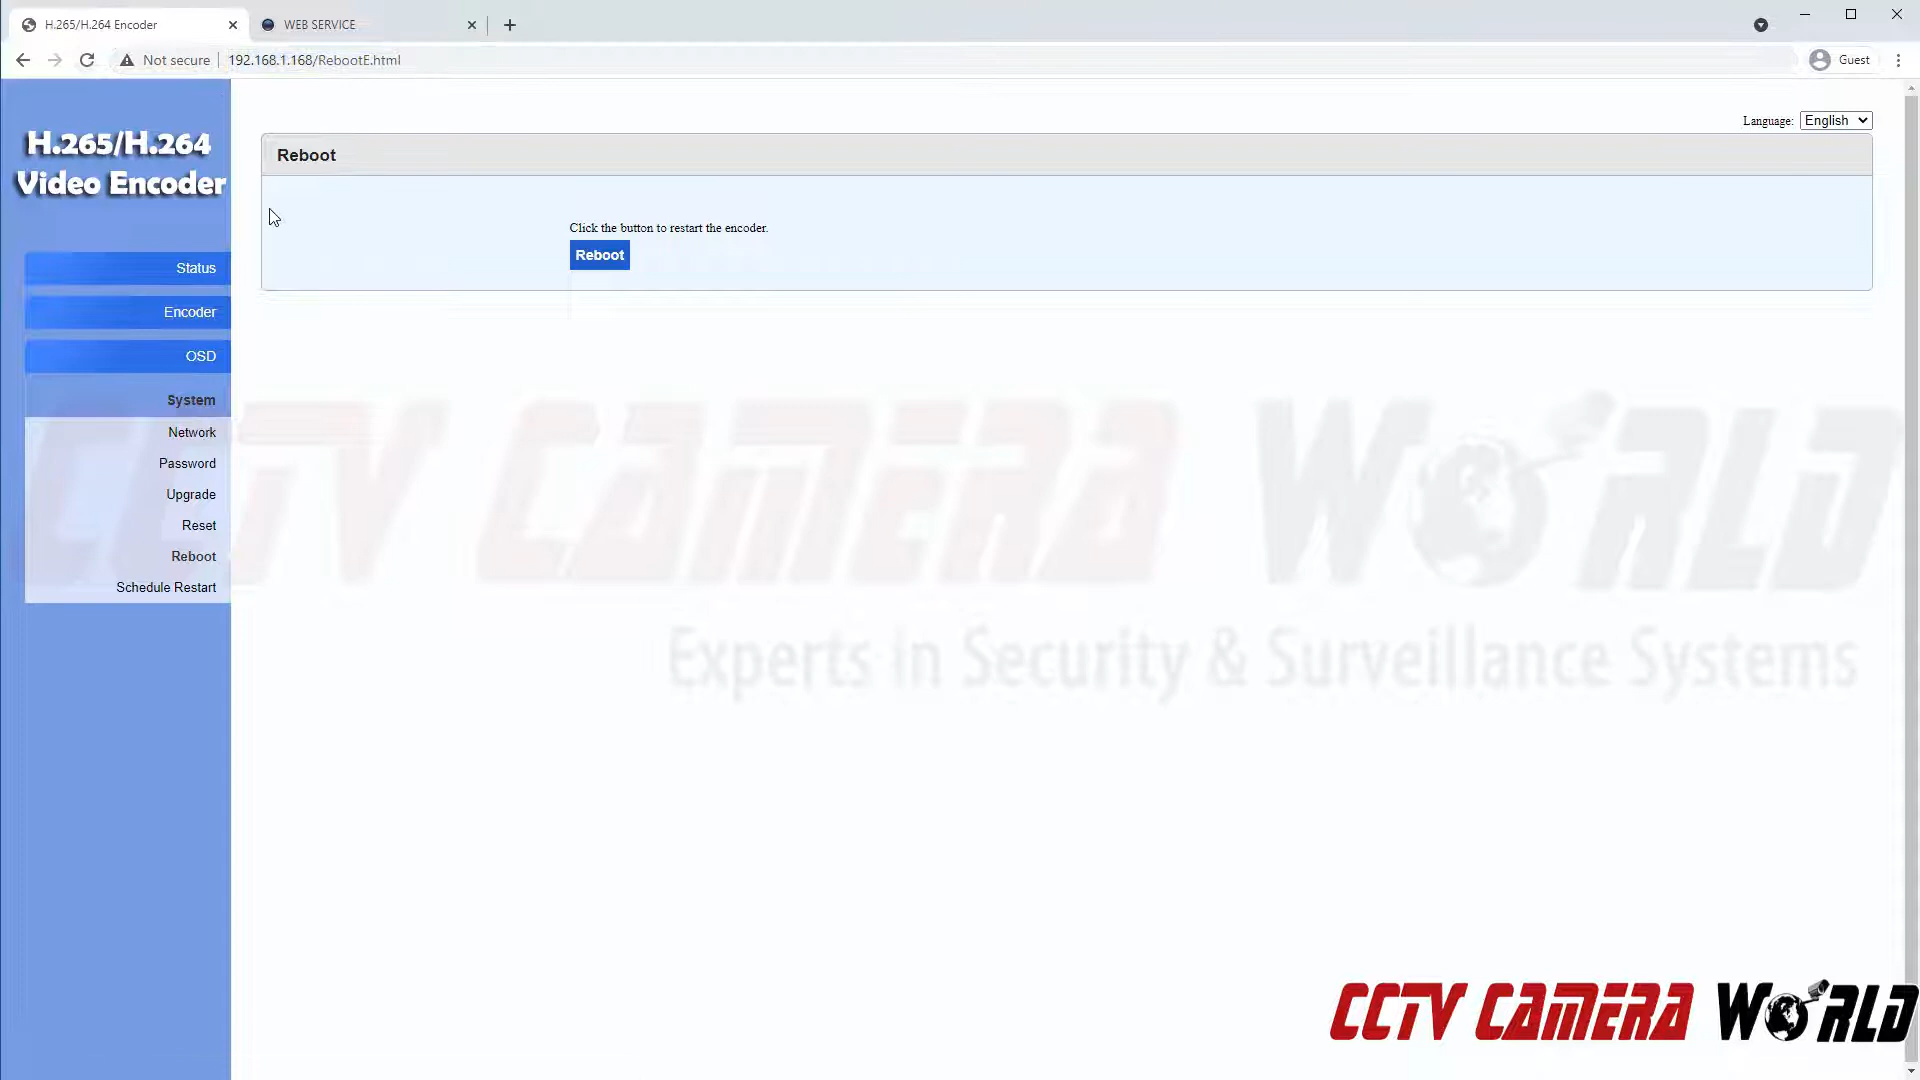 H.265/H.264 Encoder
WEB SERVICE
Not secure
192.168.1.168/RebootE.html
Guest
H.265/H.264
Video Encoder
Language:
English
Reboot
Click the button to restart the encoder.
Reboot
Status
Encoder
OSD
System
Network
Password
Upgrade
Reset
Reboot
Schedule Restart
CCTV CAMERA WORLD
Experts in Security & Surveillance Systems
CCTV CAMERA WORLD